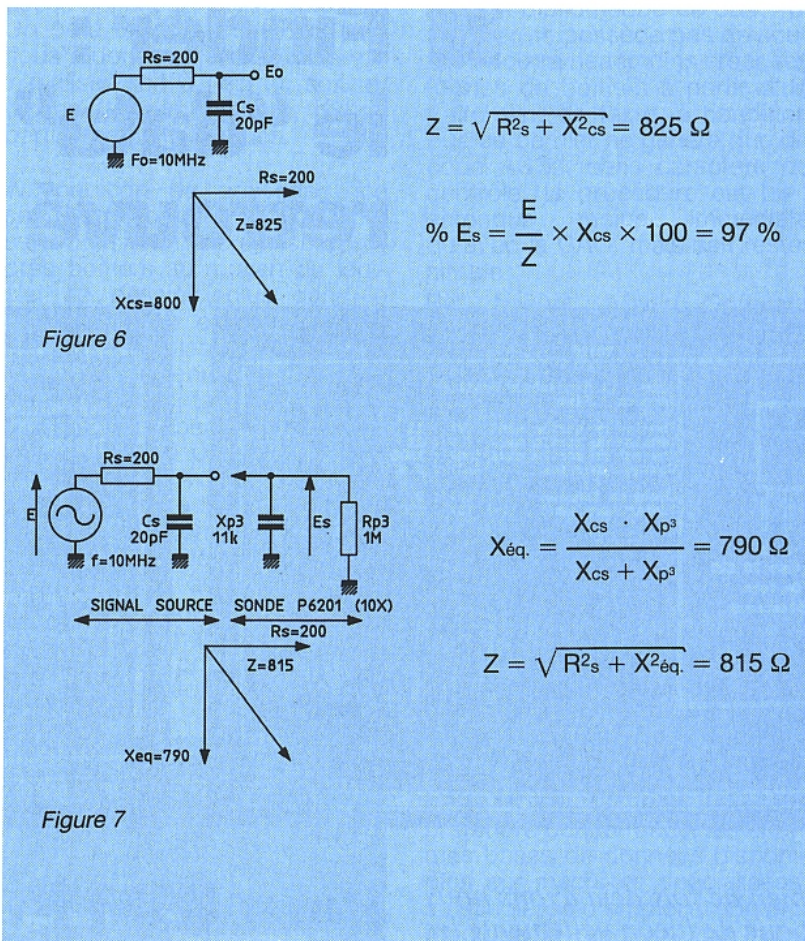 Rs=200
Eo
E
Cs
20pF
Fo=10MHz
Z = √R²s + X²cs = 825 Ω
Rs=200
Z=825
Xcs=800
% Es = E/Z × Xcs × 100 = 97 %
Figure 6
Rs=200
E
Cs
20pF
Xp3
11k
Es
Rp3
1M
f=10MHz
Xéq. = Xcs · Xp³ / Xcs + Xp³ = 790 Ω
SIGNAL SOURCE SONDE P6201 (10X)
Rs=200
Z=815
Z = √R²s + X²éq. = 815 Ω
Xeq=790
Figure 7